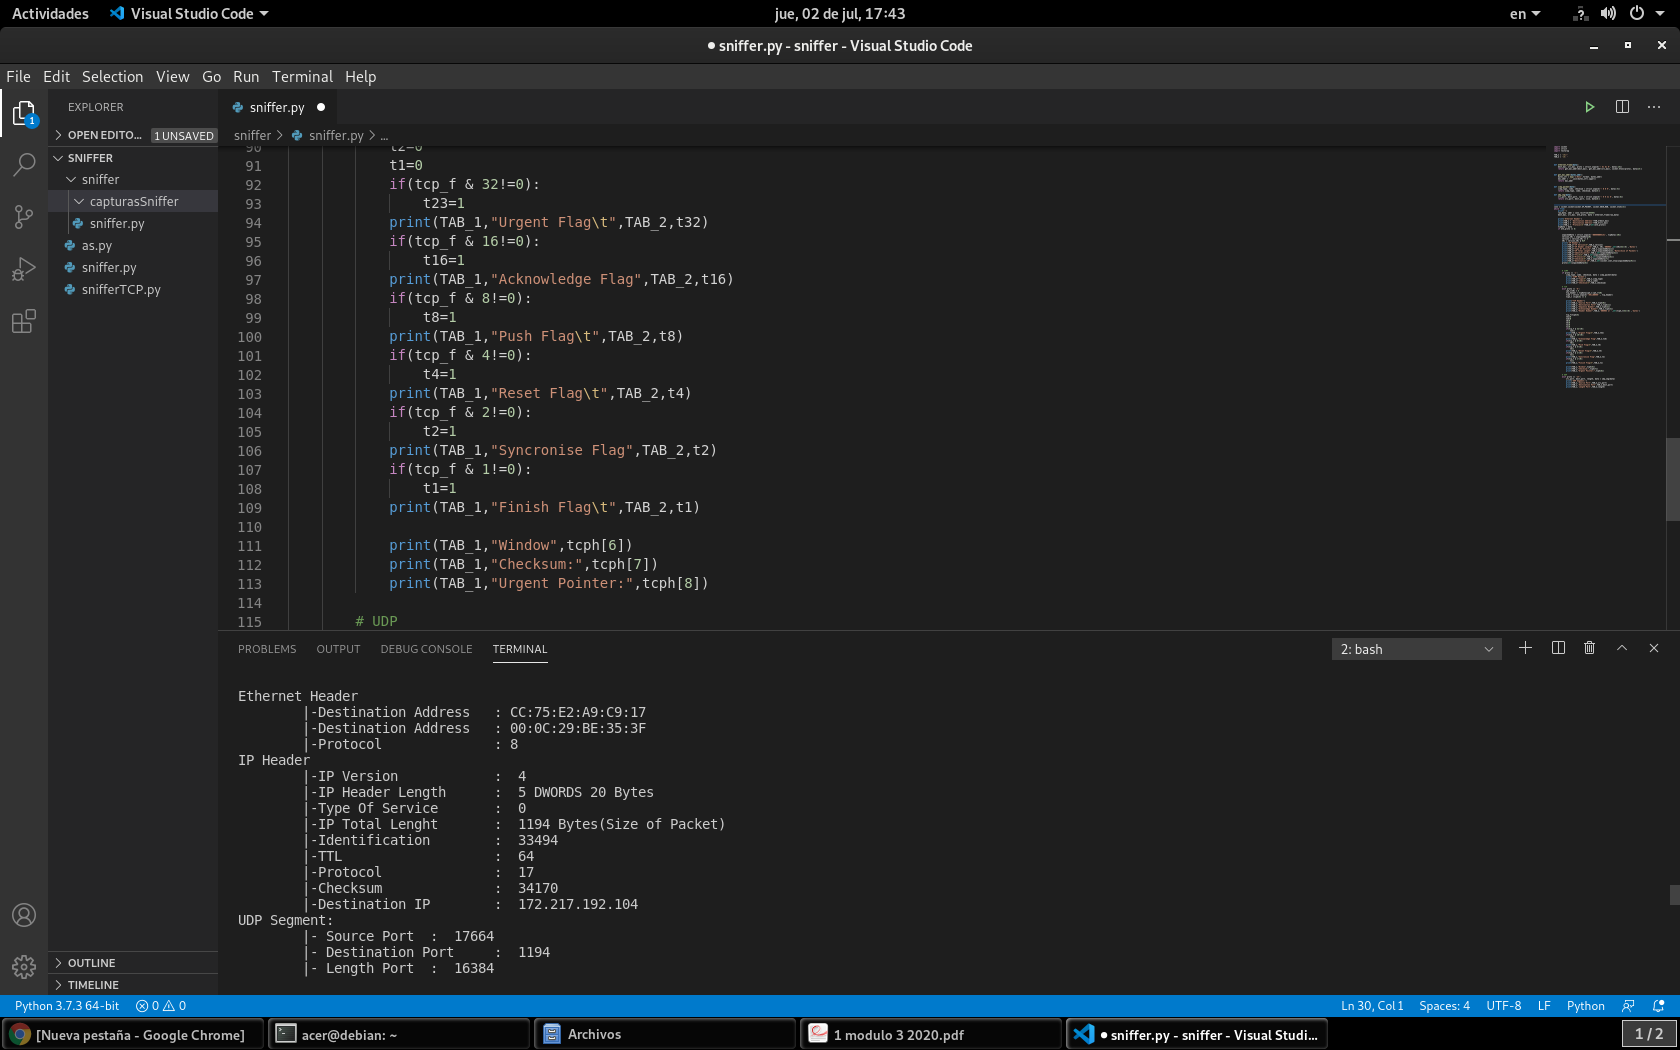 Actividades Visual Studio Code jue, 02 de jul, 17:43 en
● sniffer.py - sniffer - Visual Studio Code
File Edit Selection View Go Run Terminal Help
EXPLORER
OPEN EDITO... 1 UNSAVED
SNIFFER
sniffer
capturasSniffer
sniffer.py
as.py
sniffer.py
snifferTCP.py
OUTLINE
TIMELINE
1
sniffer.py ●
sniffer > sniffer.py > ...
90 t2=0
91 t1=0
92 if(tcp_f & 32!=0):
93 t23=1
94 print(TAB_1,"Urgent Flag\t",TAB_2,t32)
95 if(tcp_f & 16!=0):
96 t16=1
97 print(TAB_1,"Acknowledge Flag",TAB_2,t16)
98 if(tcp_f & 8!=0):
99 t8=1
100 print(TAB_1,"Push Flag\t",TAB_2,t8)
101 if(tcp_f & 4!=0):
102 t4=1
103 print(TAB_1,"Reset Flag\t",TAB_2,t4)
104 if(tcp_f & 2!=0):
105 t2=1
106 print(TAB_1,"Syncronise Flag",TAB_2,t2)
107 if(tcp_f & 1!=0):
108 t1=1
109 print(TAB_1,"Finish Flag\t",TAB_2,t1)
110
111 print(TAB_1,"Window",tcph[6])
112 print(TAB_1,"Checksum:",tcph[7])
113 print(TAB_1,"Urgent Pointer:",tcph[8])
114
115 # UDP
PROBLEMS OUTPUT DEBUG CONSOLE TERMINAL 2: bash
Ethernet Header
|-Destination Address : CC:75:E2:A9:C9:17
|-Destination Address : 00:0C:29:BE:35:3F
|-Protocol : 8
IP Header
|-IP Version : 4
|-IP Header Length : 5 DWORDS 20 Bytes
|-Type Of Service : 0
|-IP Total Lenght : 1194 Bytes(Size of Packet)
|-Identification : 33494
|-TTL : 64
|-Protocol : 17
|-Checksum : 34170
|-Destination IP : 172.217.192.104
UDP Segment:
|- Source Port : 17664
|- Destination Port : 1194
|- Length Port : 16384
Python 3.7.3 64-bit 0 0 Ln 30, Col 1 Spaces: 4 UTF-8 LF Python
[Nueva pestaña - Google Chrome] acer@debian: ~ Archivos 1 modulo 3 2020.pdf ● sniffer.py - sniffer - Visual Studi... 1 / 2